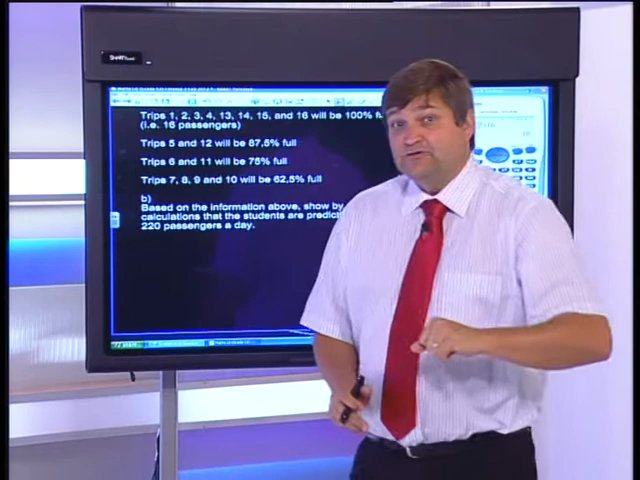 SMART
Trips 1, 2, 3, 4, 13, 14, 15, and 16 will be 100%
(i.e. 16 passengers)
Trips 5 and 12 will be 87,5% full
Trips 6 and 11 will be 75% full
Trips 7, 8, 9 and 10 will be 62,5% full
b)
Based on the information above, show by
calculations that the students are
220 passengers a day.